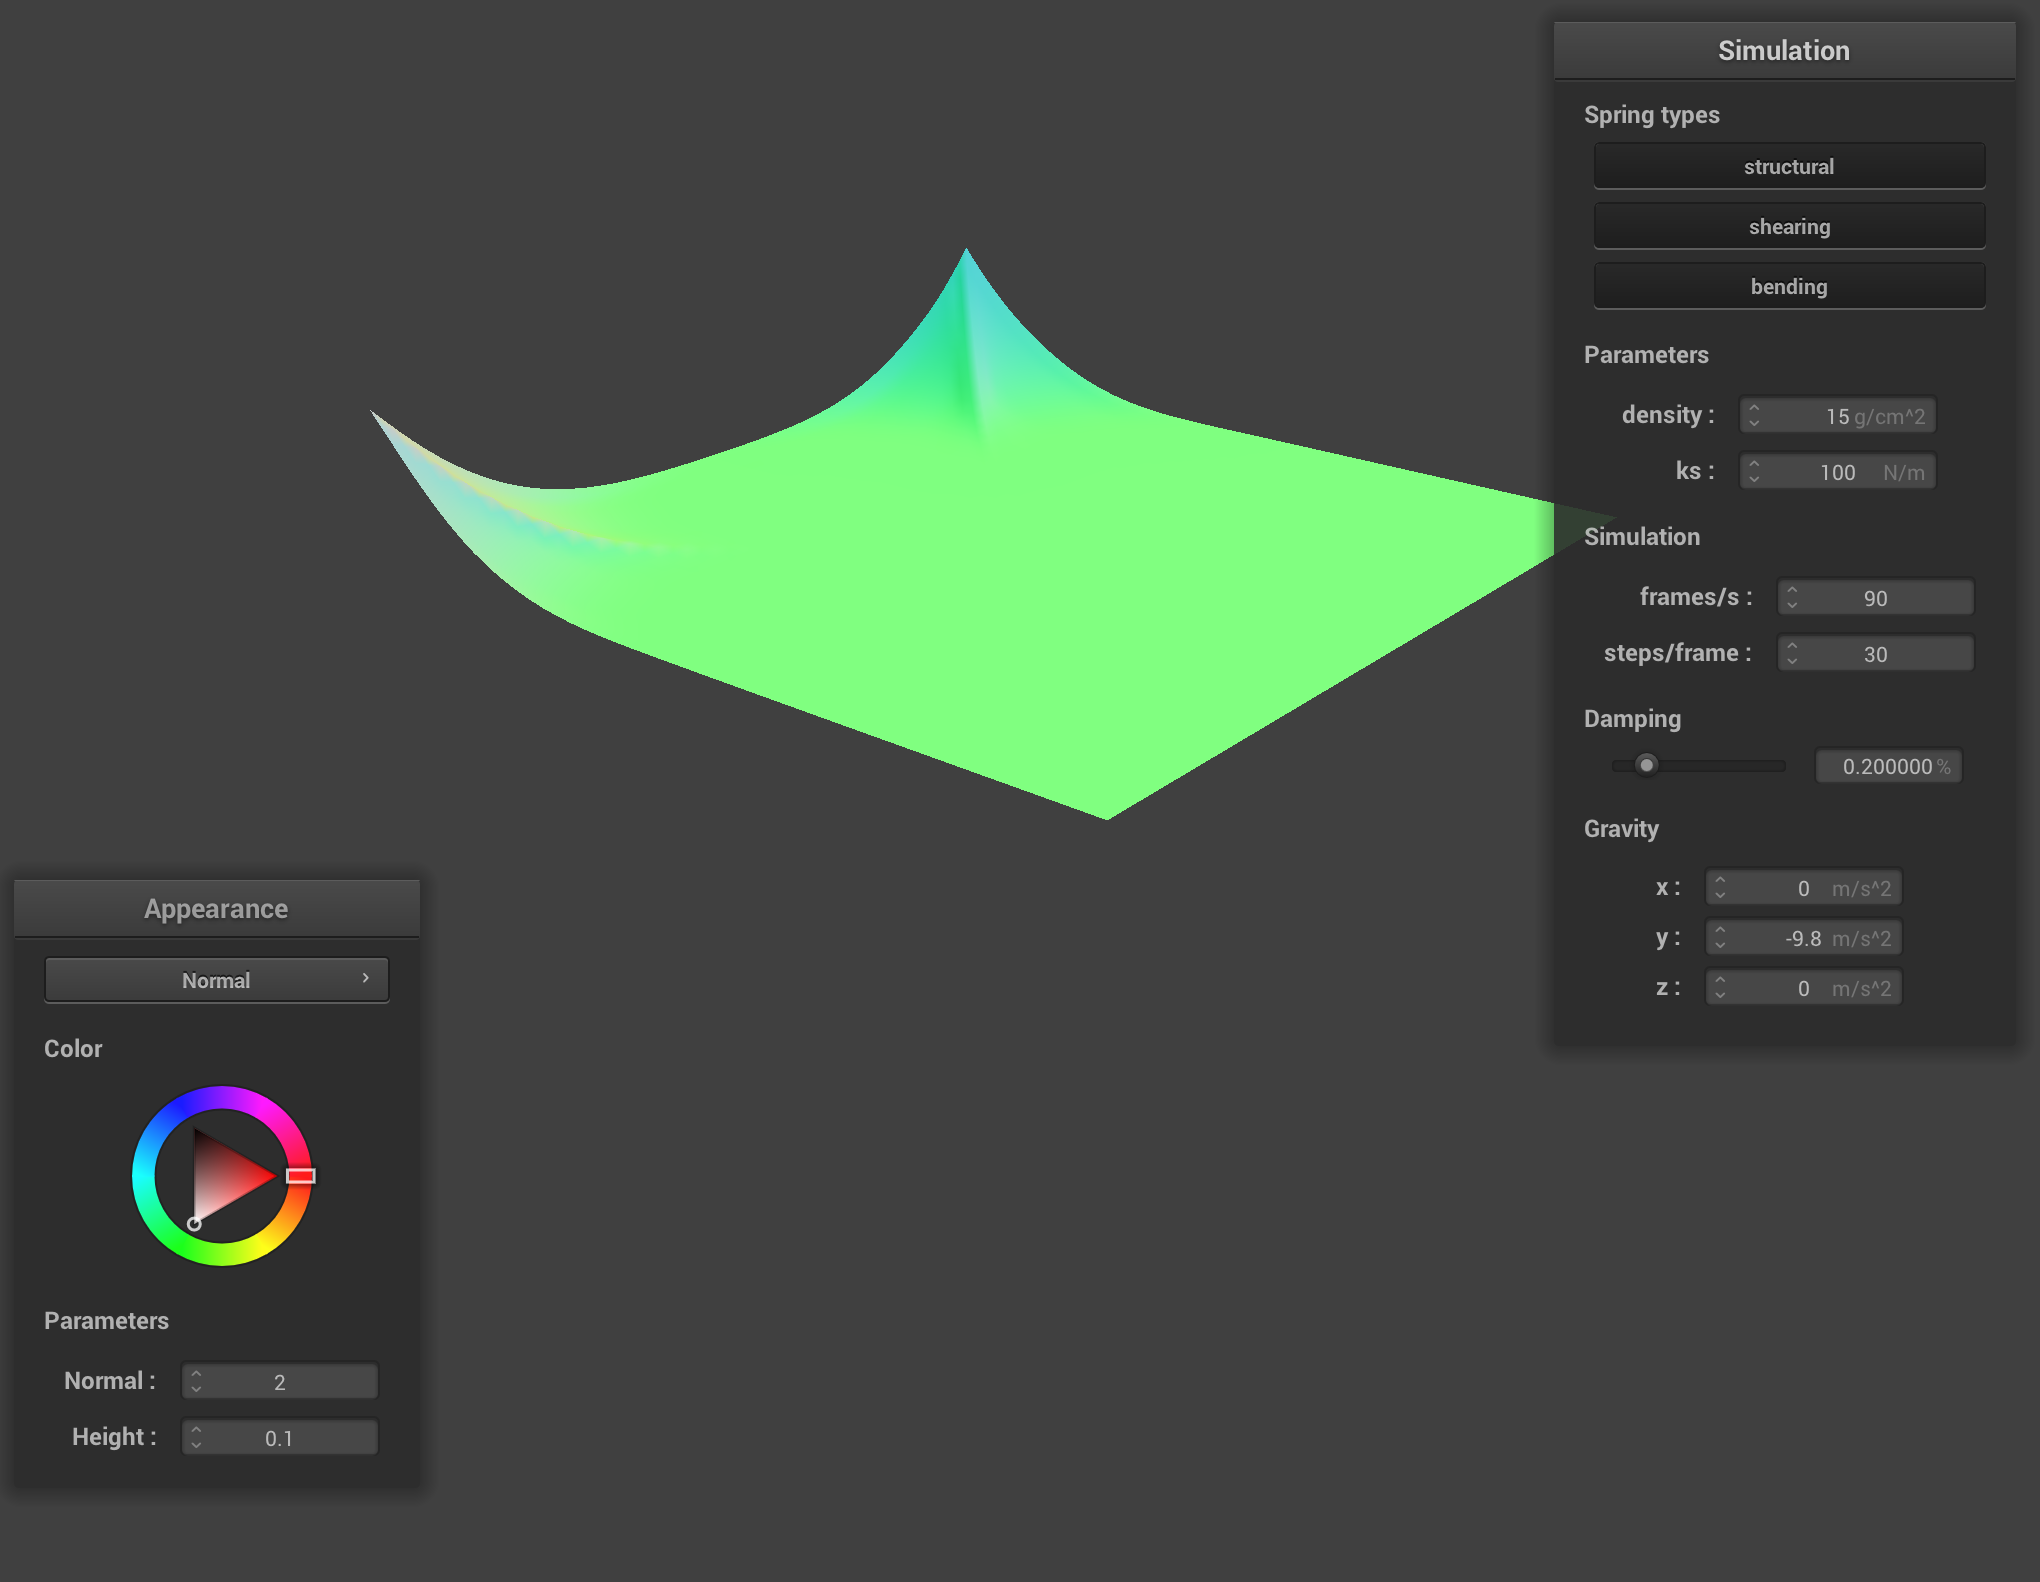 Simulation
Spring types
structural
shearing
bending
Parameters
density : 15 g/cm^2
ks : 100 N/m
Simulation
frames/s : 90
steps/frame : 30
Damping
0.200000 %
Gravity
x : 0 m/s^2
y : -9.8 m/s^2
z : 0 m/s^2
Appearance
Normal
Color
Parameters
Normal : 2
Height : 0.1